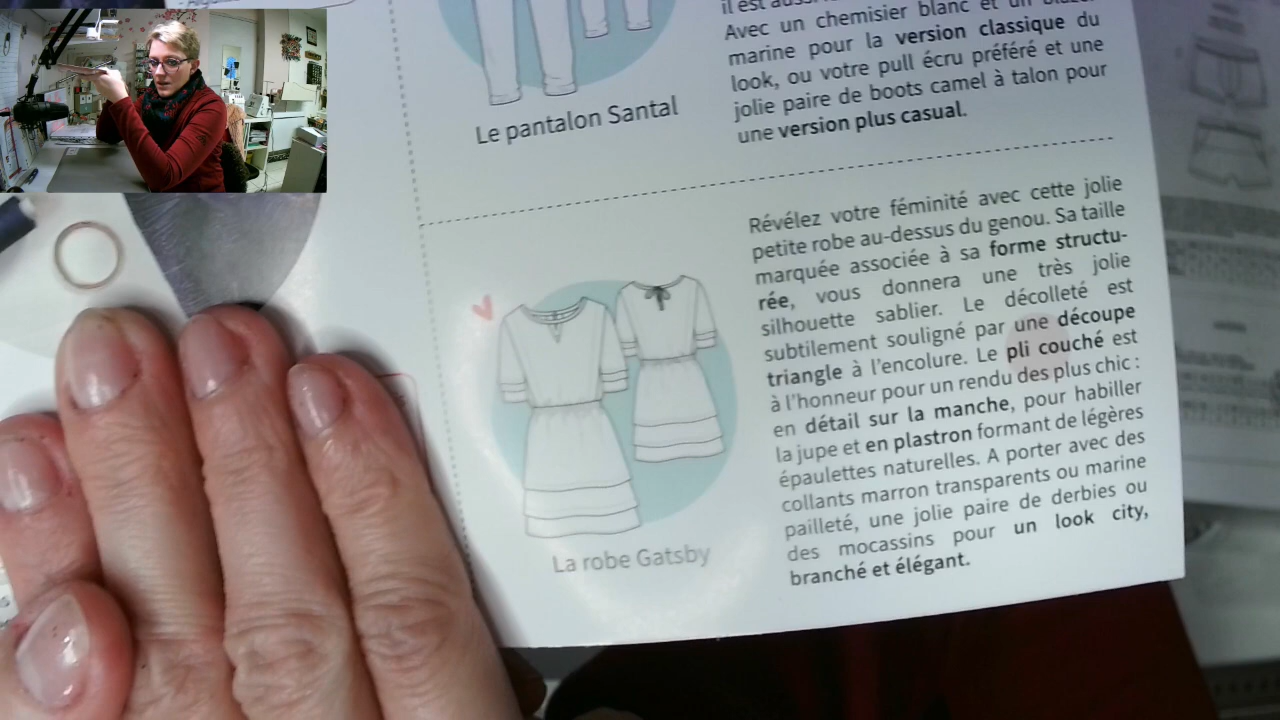 Le pantalon Santal
Avec un chemisier blanc et un
marine pour la version classique du
look, ou votre pull écru préféré et une
jolie paire de boots camel à talon pour
une version plus casual.
La robe Gatsby
Révélez votre féminité avec cette jolie
petite robe au-dessus du genou. Sa taille
marquée associée à sa forme structu-
rée, vous donnera une très jolie
silhouette sablier. Le décolleté est
subtilement souligné par une découpe
triangle à l'encolure. Le pli couché est
à l'honneur pour un rendu des plus chic :
en détail sur la manche, pour habiller
la jupe et en plastron formant de légères
épaulettes naturelles. A porter avec des
collants marron transparents ou marine
pailleté, une jolie paire de derbies ou
des mocassins pour un look city,
branché et élégant.